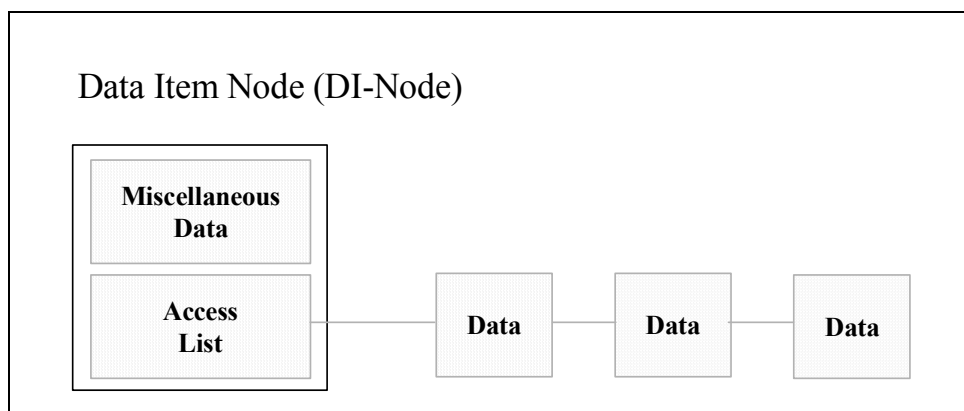 Data Item Node (DI-Node)
Miscellaneous
Data
Access
List
Data
Data
Data